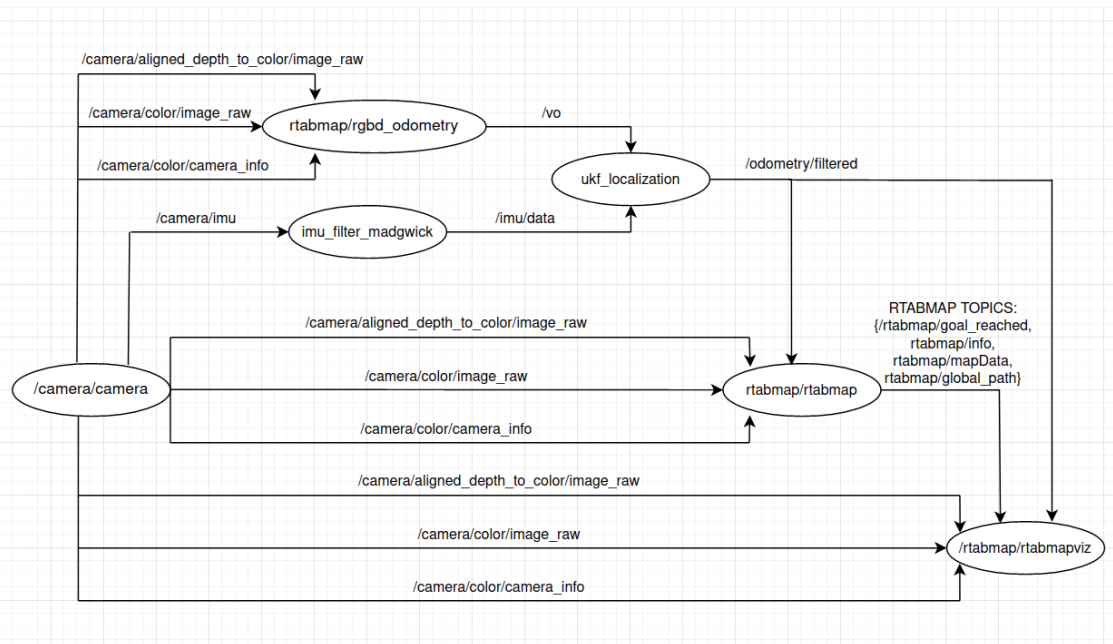 /camera/aligned_depth_to_color/image_raw
/camera/color/image_raw
rtabmap/rgbd_odometry
/vo
/camera/color/camera_info
/odometry/filtered
ukf_localization
/camera/imu
/imu/data
imu_filter_madgwick
RTABMAP TOPICS:
{/rtabmap/goal_reached,
rtabmap/info,
rtabmap/mapData,
rtabmap/global_path}
/camera/aligned_depth_to_color/image_raw
/camera/color/image_raw
/camera/camera
rtabmap/rtabmap
/camera/color/camera_info
/camera/aligned_depth_to_color/image_raw
/camera/color/image_raw
/rtabmap/rtabmapviz
/camera/color/camera_info